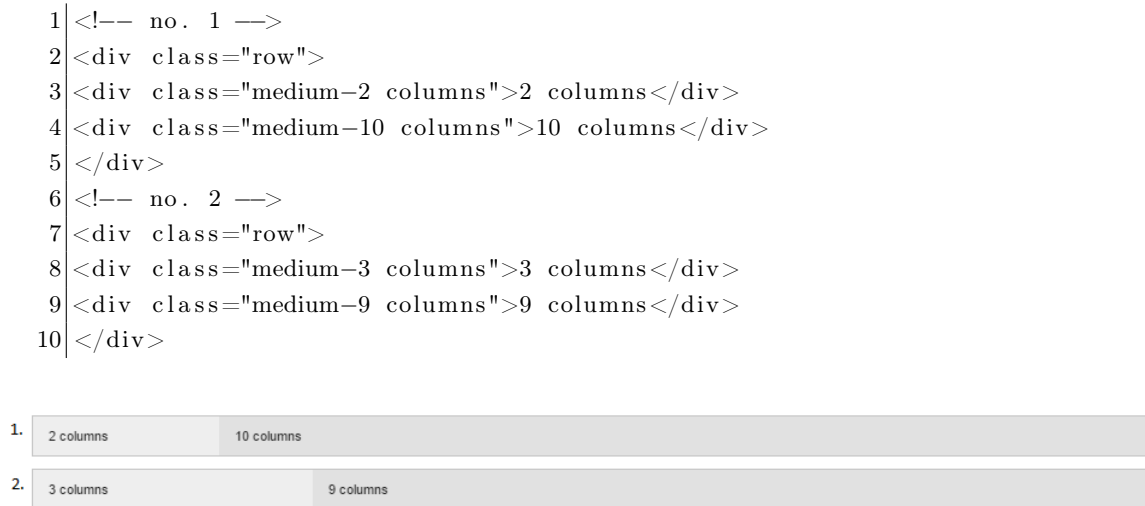 1 <!-- no. 1 -->
2 <div class="row">
3 <div class="medium-2 columns">2 columns</div>
4 <div class="medium-10 columns">10 columns</div>
5 </div>
6 <!-- no. 2 -->
7 <div class="row">
8 <div class="medium-3 columns">3 columns</div>
9 <div class="medium-9 columns">9 columns</div>
10 </div>
1. 2 columns 10 columns
2. 3 columns 9 columns